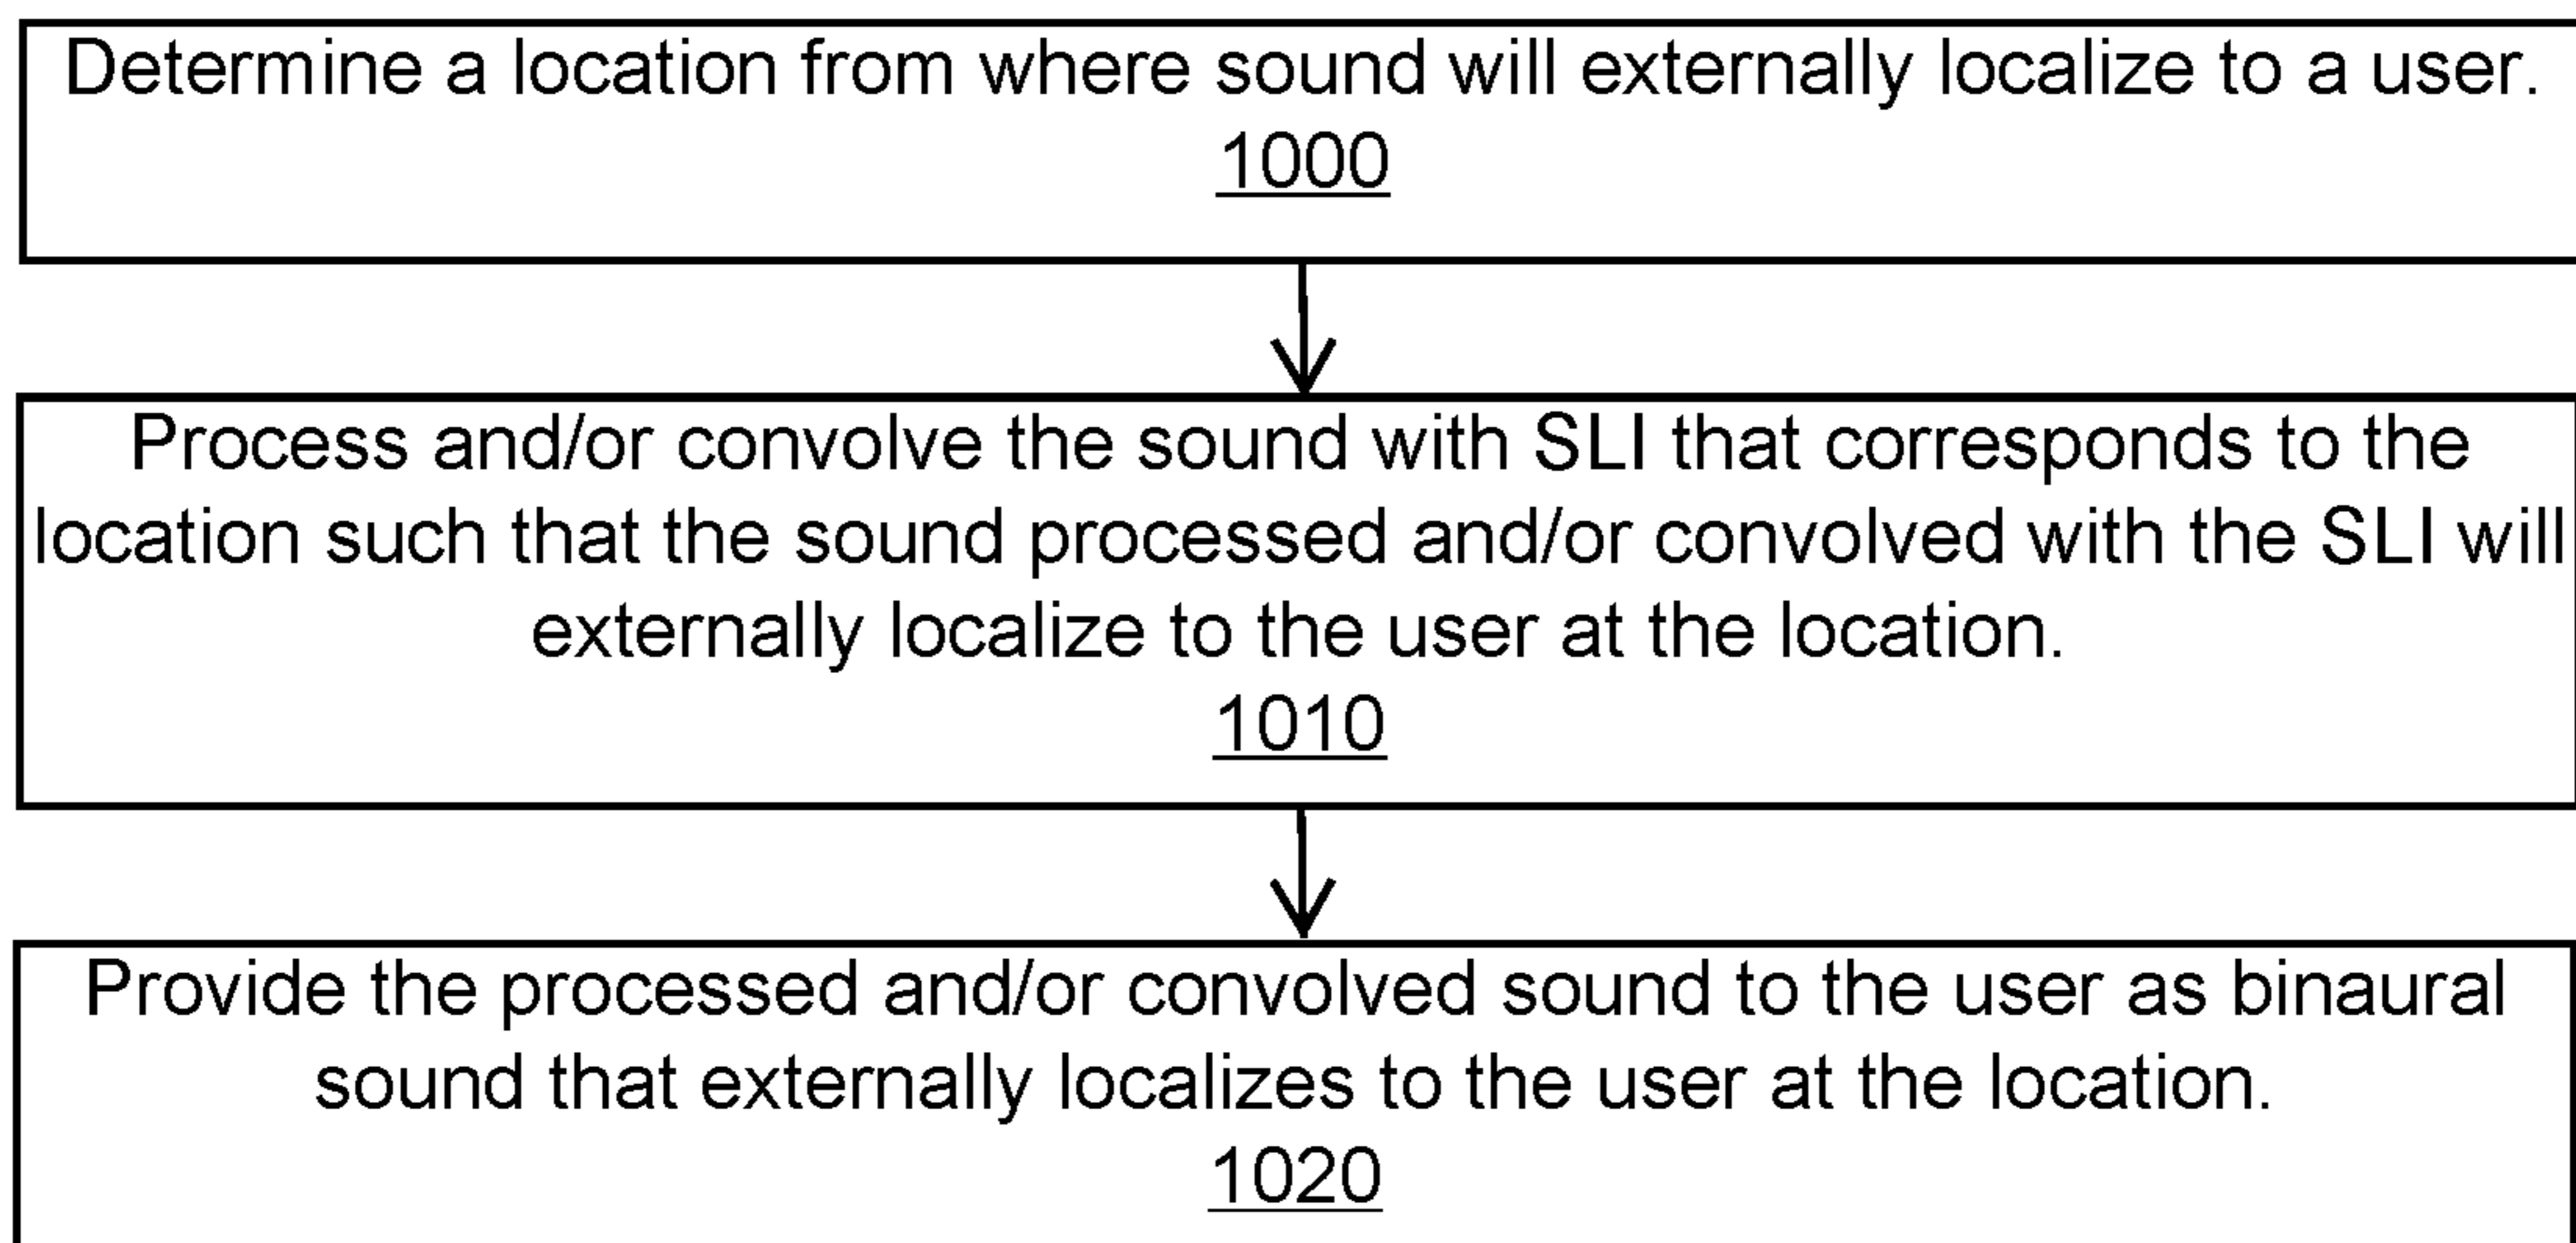 Determine a location from where sound will externally localize to a user.
1000
Process and/or convolve the sound with SLI that corresponds to the
location such that the sound processed and/or convolved with the SLI will
externally localize to the user at the location.
1010
Provide the processed and/or convolved sound to the user as binaural
sound that externally localizes to the user at the location.
1020